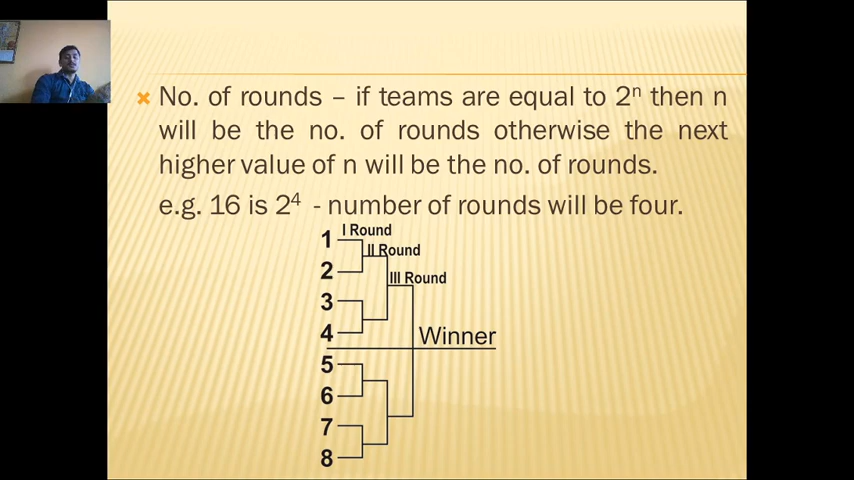 No. of rounds – if teams are equal to 2ⁿ then n
will be the no. of rounds otherwise the next
higher value of n will be the no. of rounds.
e.g. 16 is 2⁴ - number of rounds will be four.
I Round
1
II Round
2
III Round
3
4
Winner
5
6
7
8